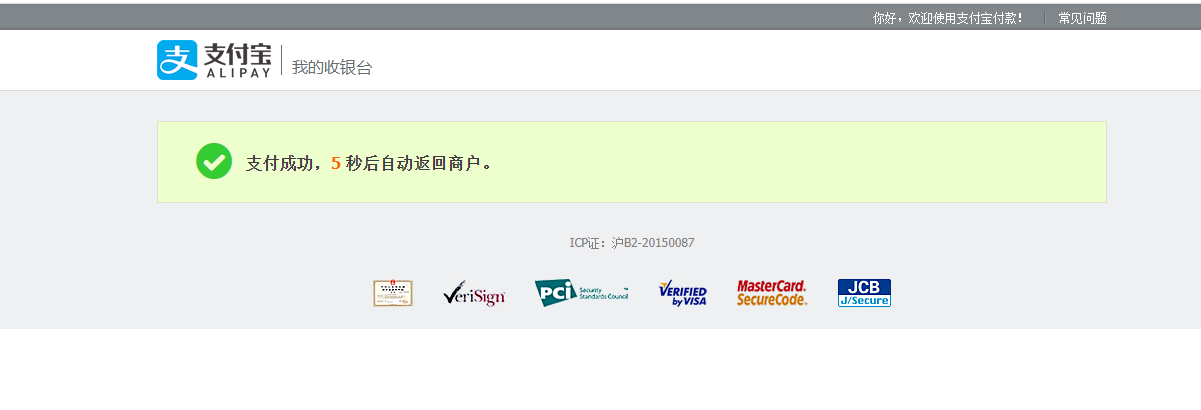 你好，欢迎使用支付宝付款！ 常见问题
支付宝
ALIPAY
我的收银台
支付成功，5 秒后自动返回商户。
ICP证：沪B2-20150087
VeriSign
PCI Security Standards Council
VERIFIED by VISA
MasterCard. SecureCode.
JCB J/Secure